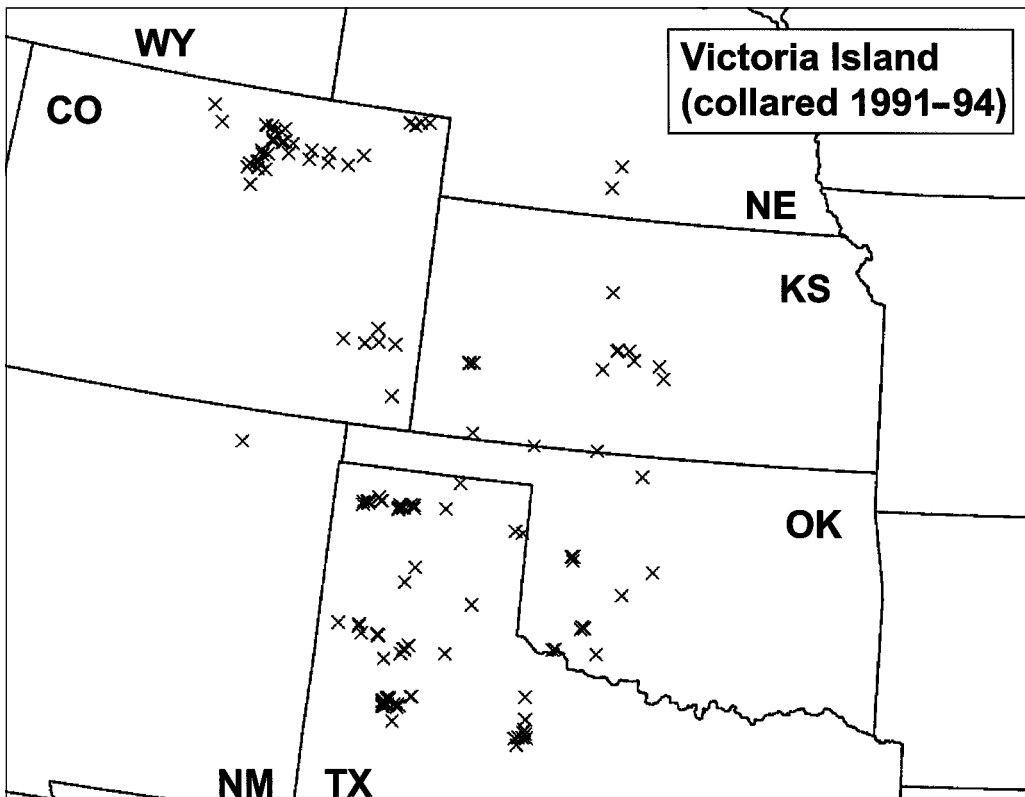 WY
Victoria Island
(collared 1991–94)
CO
NE
KS
OK
NM
TX